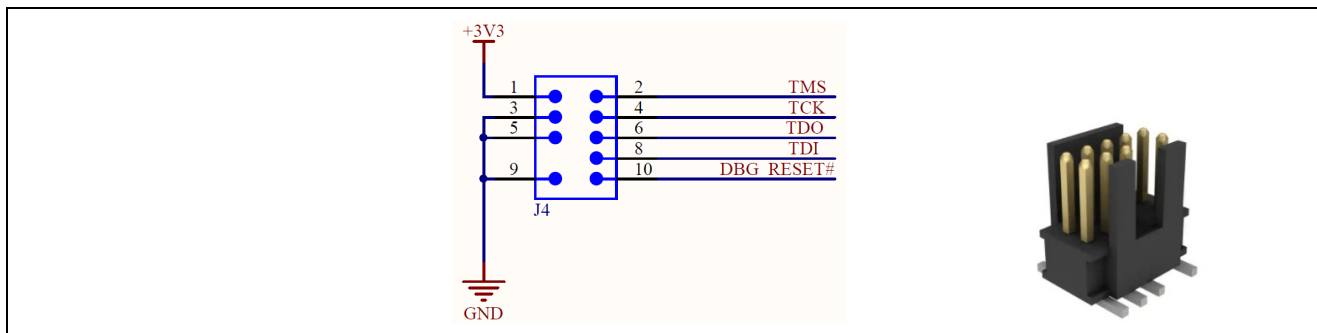 +3V3
1 2 TMS
3 4 TCK
5 6 TDO
8 TDI
9 10 DBG_RESET#
J4
GND